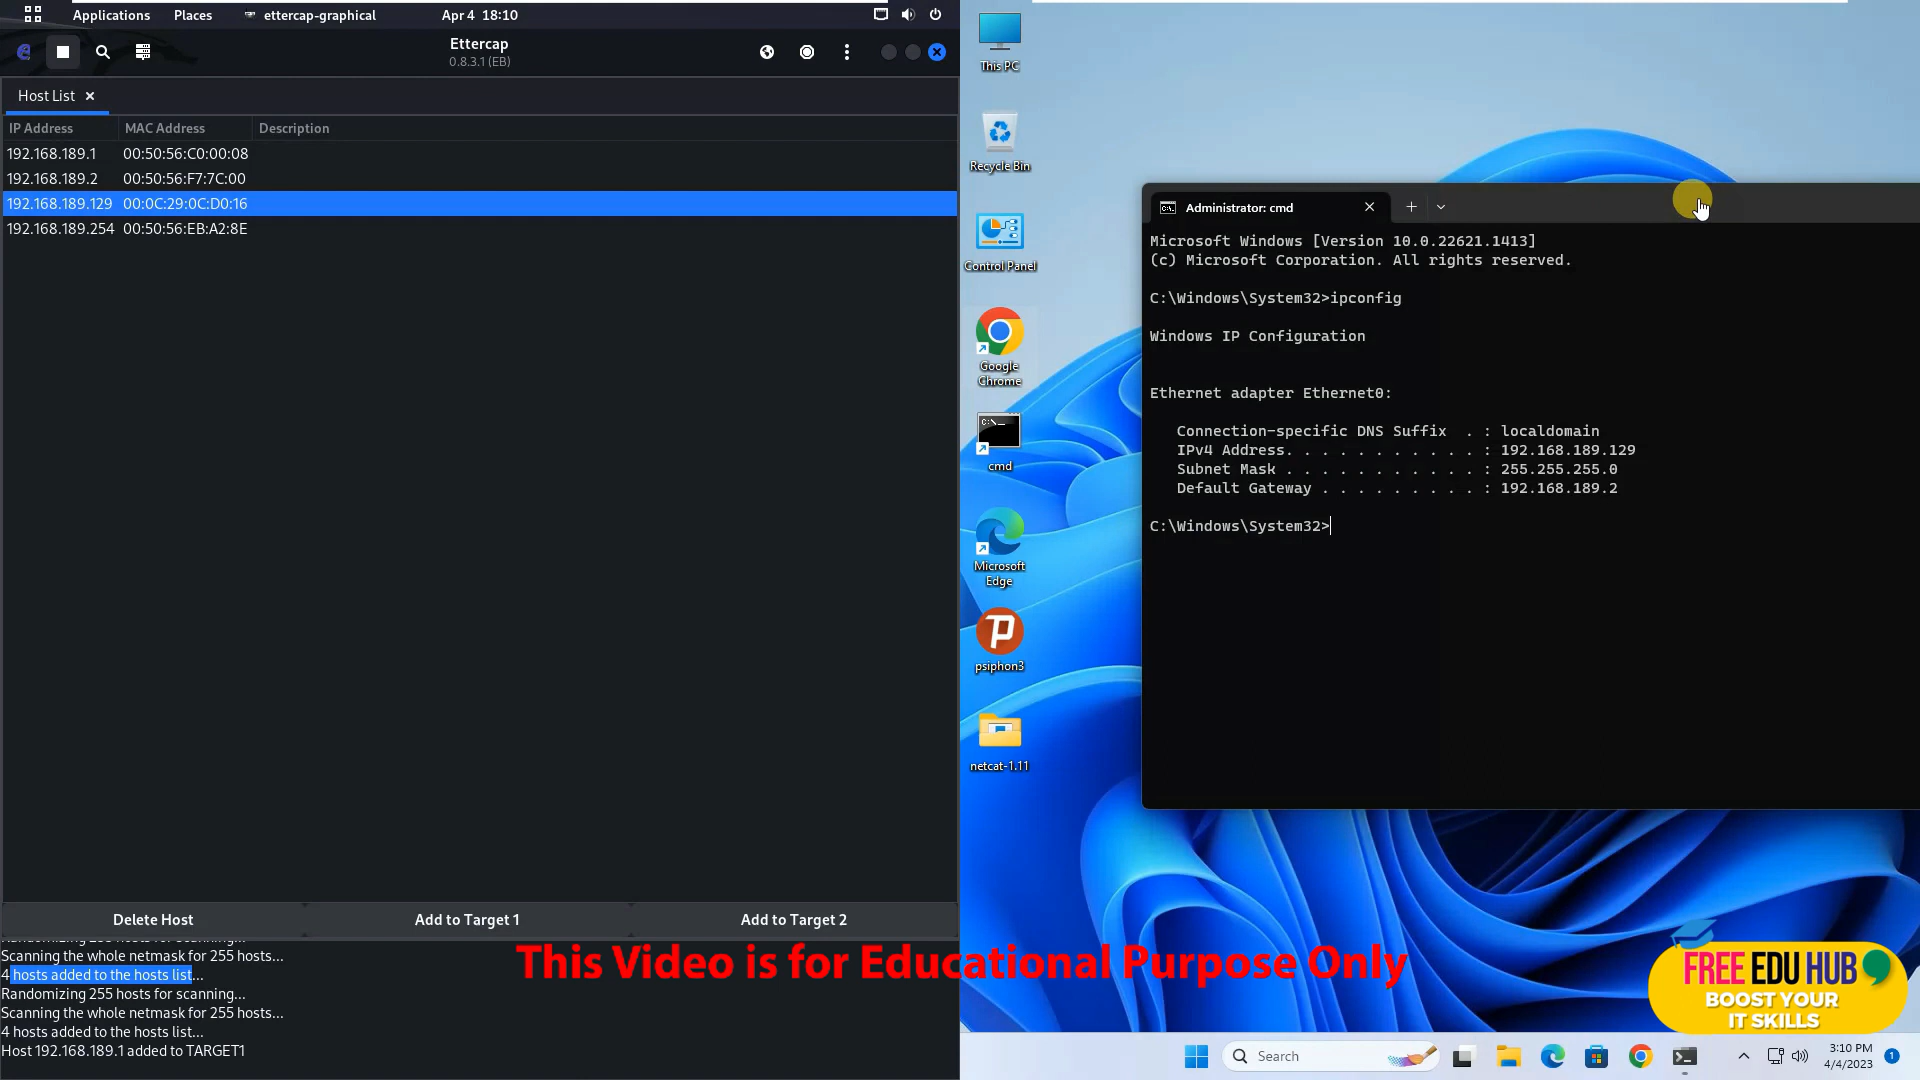 Applications Places ettercap-graphical Apr 4 18:10
Ettercap
0.8.3.1 (EB)
Host List
IP Address MAC Address Description
192.168.189.1 00:50:56:C0:00:08
192.168.189.2 00:50:56:F7:7C:00
192.168.189.129 00:0C:29:0C:D0:16
192.168.189.254 00:50:56:EB:A2:8E
Delete Host Add to Target 1 Add to Target 2
Randomizing 255 hosts for scanning...
Scanning the whole netmask for 255 hosts...
4 hosts added to the hosts list...
Randomizing 255 hosts for scanning...
Scanning the whole netmask for 255 hosts...
4 hosts added to the hosts list...
Host 192.168.189.1 added to TARGET1
This PC
Recycle Bin
Control Panel
Google
Chrome
cmd
Microsoft
Edge
psiphon3
netcat-1.11
Administrator: cmd
Microsoft Windows [Version 10.0.22621.1413]
(c) Microsoft Corporation. All rights reserved.
C:\Windows\System32>ipconfig
Windows IP Configuration
Ethernet adapter Ethernet0:
Connection-specific DNS Suffix . : localdomain
IPv4 Address. . . . . . . . . . . : 192.168.189.129
Subnet Mask . . . . . . . . . . . : 255.255.255.0
Default Gateway . . . . . . . . . : 192.168.189.2
C:\Windows\System32>
This Video is for Educational Purpose Only
FREE EDU HUB
BOOST YOUR
IT SKILLS
Search
3:10 PM
4/4/2023
1